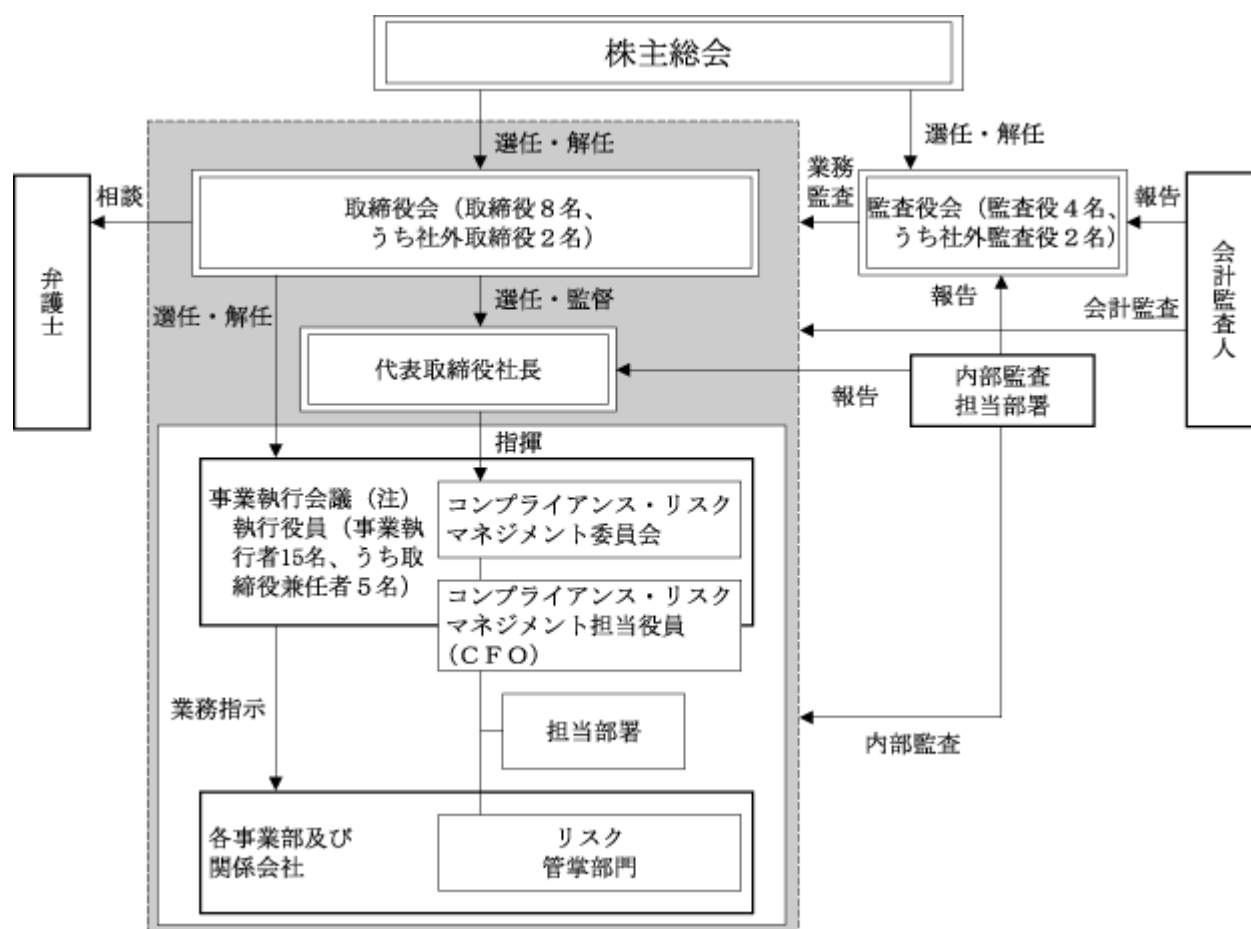 株主総会
選任・解任
選任・解任
相談
弁護士
取締役会（取締役８名、
うち社外取締役２名）
業務
監査
監査役会（監査役４名、
うち社外監査役２名）
報告
会計監査人
選任・解任
選任・監督
報告
会計監査
代表取締役社長
報告
内部監査
担当部署
指揮
事業執行会議（注）
執行役員（事業執
行者15名、うち取
締役兼任者５名）
コンプライアンス・リスク
マネジメント委員会
コンプライアンス・リスク
マネジメント担当役員
（ＣＦＯ）
業務指示
担当部署
内部監査
各事業部及び
関係会社
リスク
管掌部門